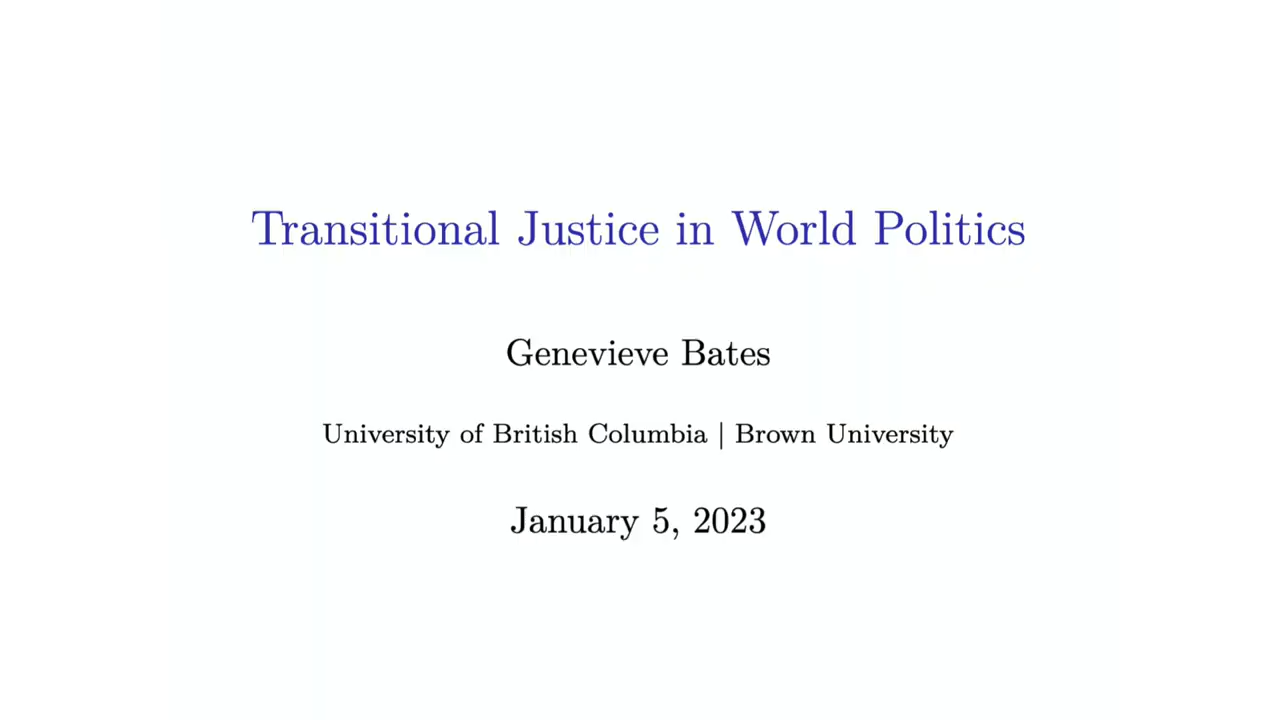 Transitional Justice in World Politics
Genevieve Bates
University of British Columbia | Brown University
January 5, 2023